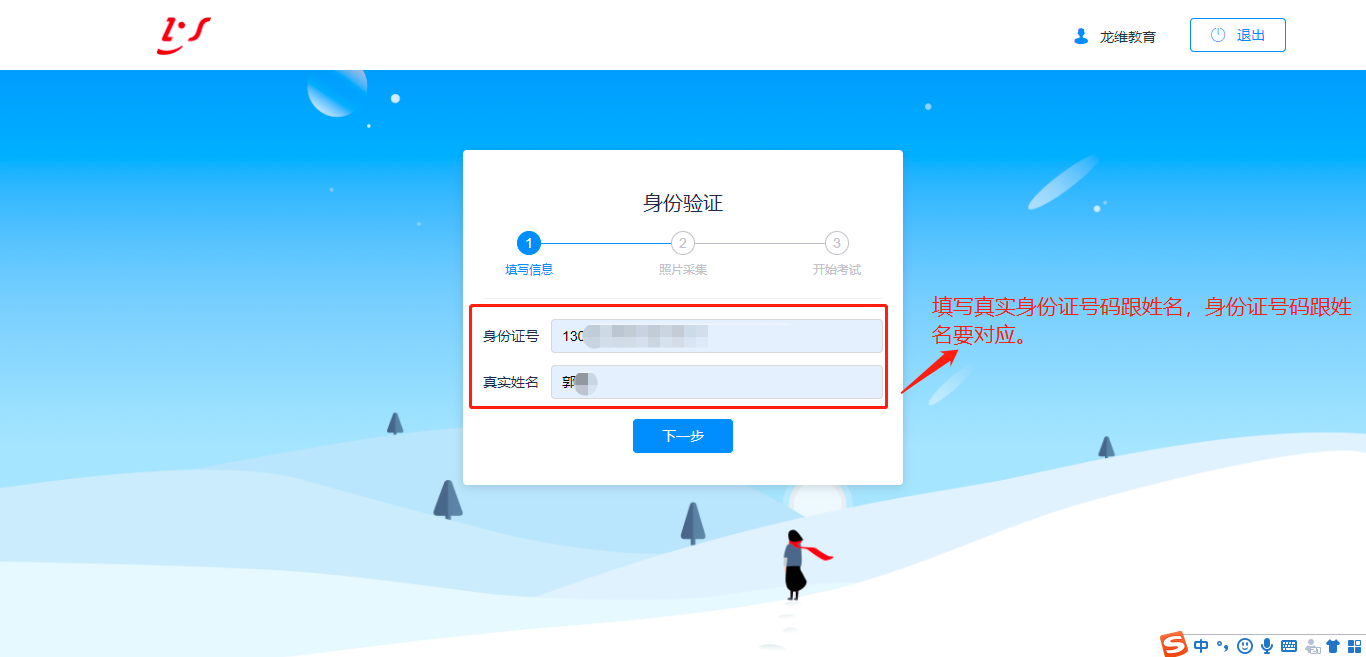 龙维教育
退出
身份验证
1 2 3
填写信息 照片采集 开始考试
身份证号 130
真实姓名 郭
下一步
填写真实身份证号码跟姓名，身份证号码跟姓
名要对应。
中